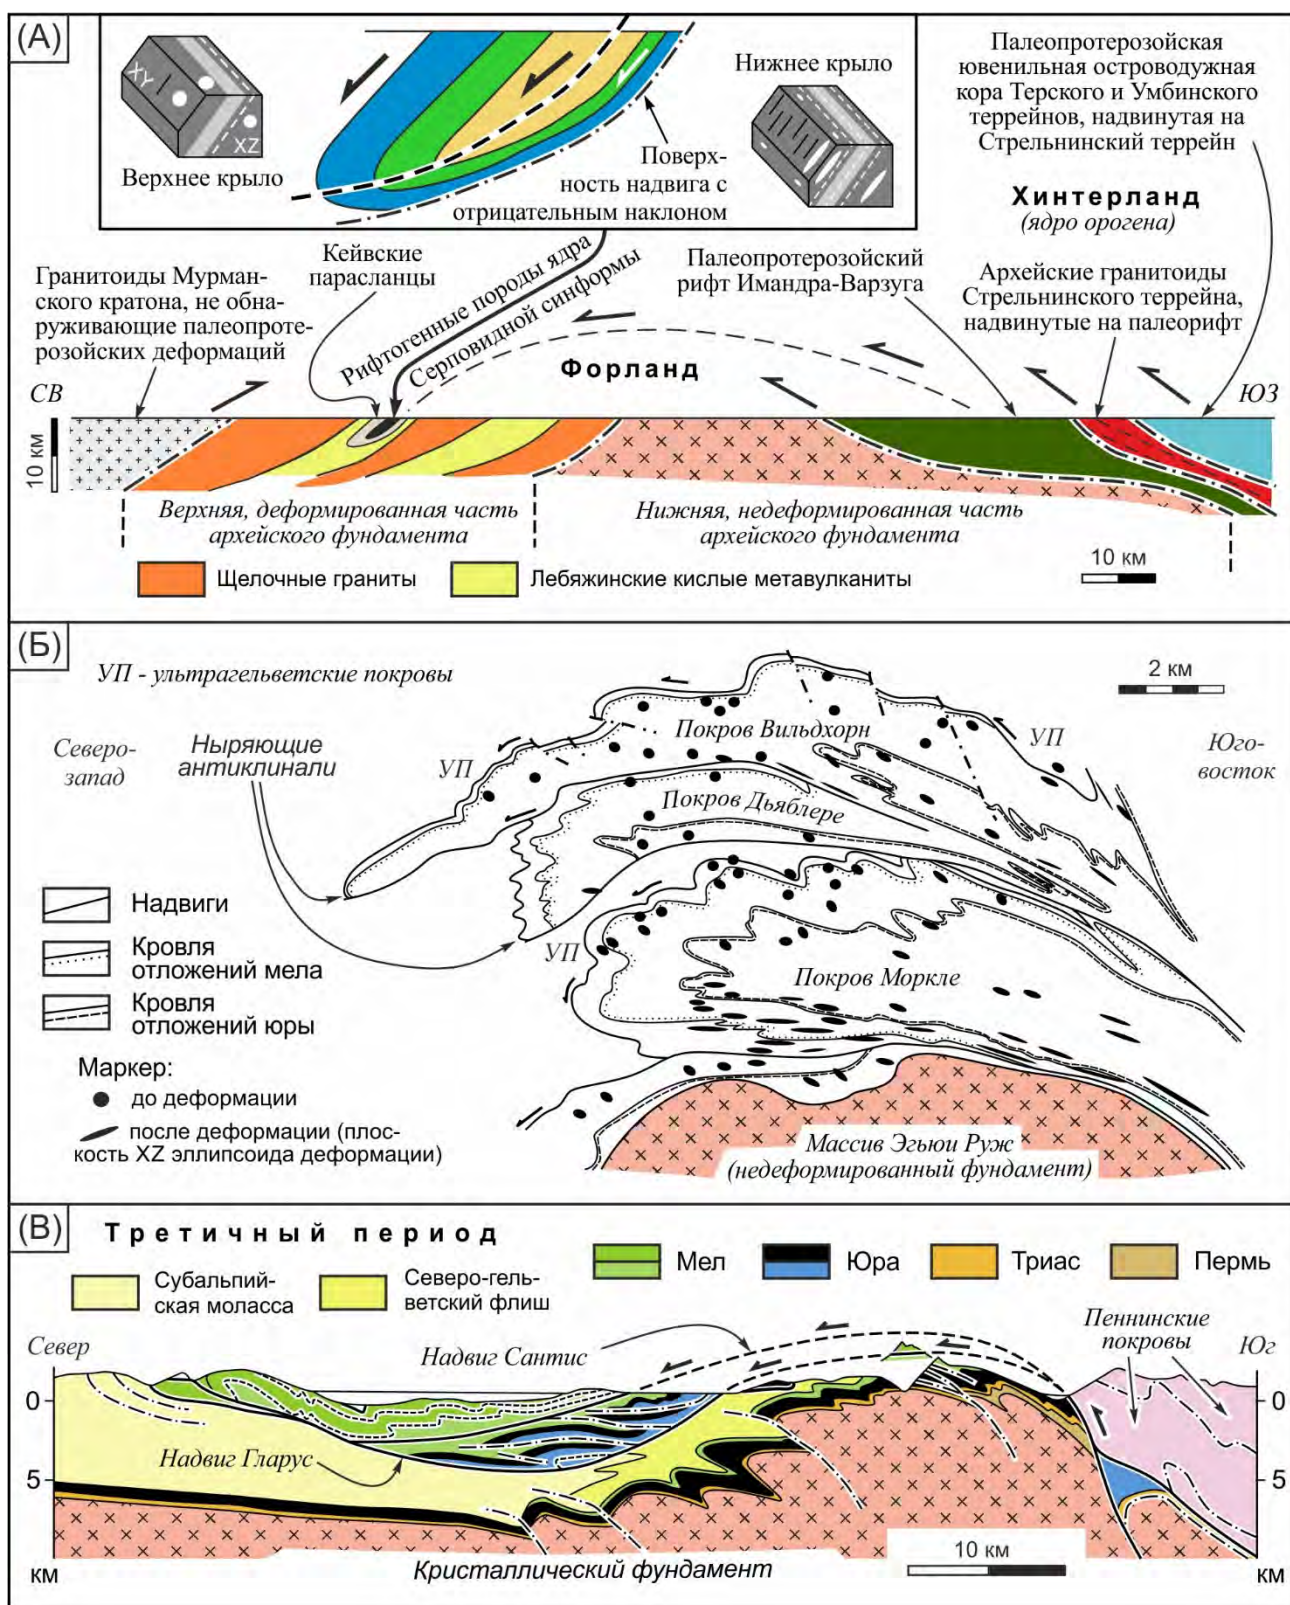 (А)
XY
XZ
Верхнее крыло
Нижнее крыло
Поверх-
ность надвига с
отрицательным наклоном
Палеопротерозойская
ювенильная островодужная
кора Терского и Умбинского
террейнов, надвинутая на
Стрельнинский террейн
Хинтерланд
(ядро орогена)
Гранитоиды Мурман-
ского кратона, не обна-
руживающие палеопроте-
розойских деформаций
Кейвские
парасланцы
Рифтогенные породы ядра
Серповидной синформы
Палеопротерозойский
рифт Имандра-Варзуга
Архейские гранитоиды
Стрельнинского террейна,
надвинутые на палеорифт
Форланд
СВ
ЮЗ
10 км
Верхняя, деформированная часть
архейского фундамента
Нижняя, недеформированная часть
архейского фундамента
Щелочные граниты
Лебяжинские кислые метавулканиты
10 км
(Б)
УП - ультрагельветские покровы
2 км
Северо-
запад
Ныряющие
антиклинали
УП
Покров Вильдхорн
УП
Юго-
восток
Покров Дьяблере
УП
Покров Моркле
Надвиги
Кровля
отложений мела
Кровля
отложений юры
Маркер:
до деформации
после деформации (плос-
кость XZ эллипсоида деформации)
Массив Эгьюи Руж
(недеформированный фундамент)
(В)
Третичный период
Субальпий-
ская моласса
Северо-гель-
ветский флиш
Мел
Юра
Триас
Пермь
Север
Надвиг Сантис
Пеннинские
покровы
Юг
0
0
Надвиг Гларус
5
5
10 км
Кристаллический фундамент
км
км